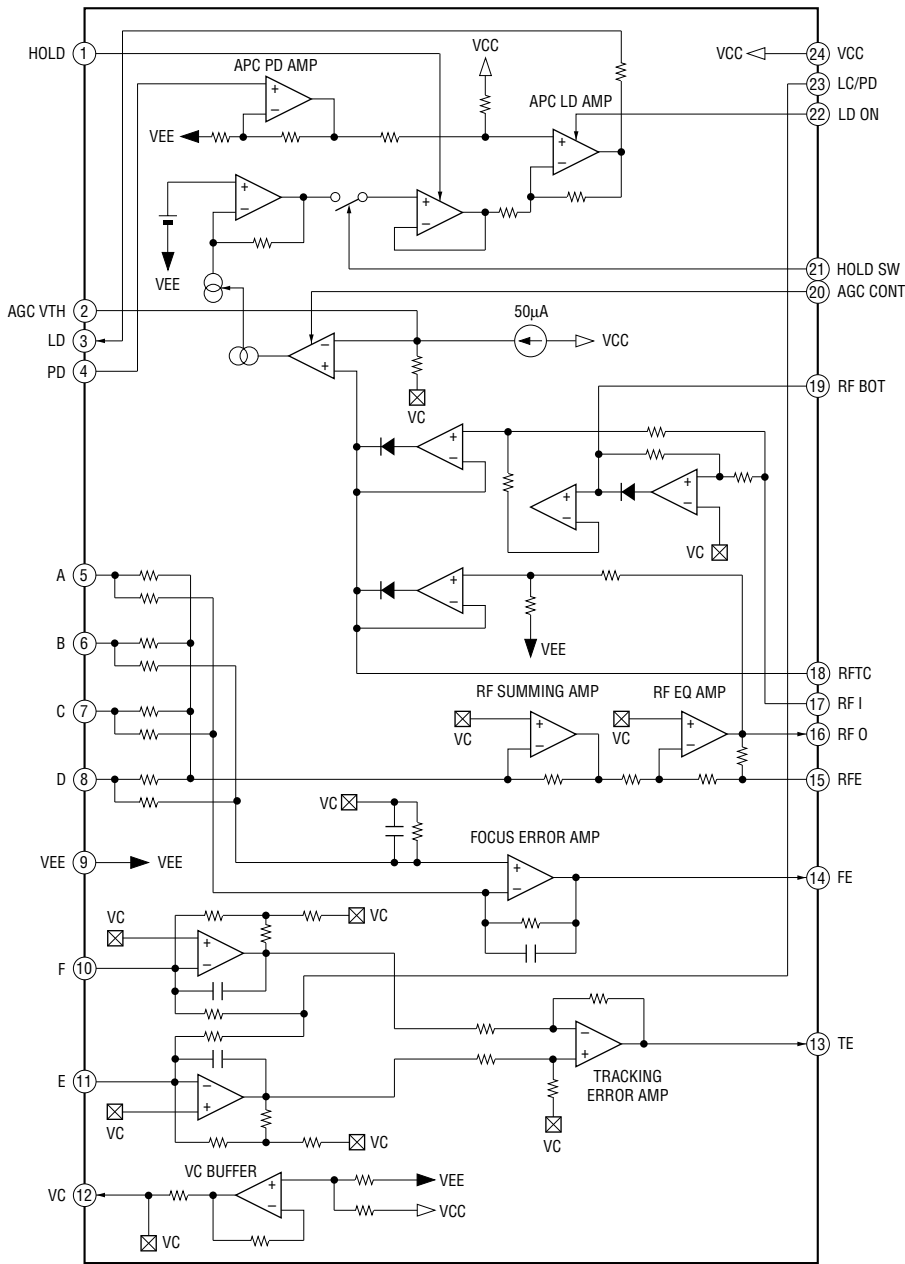 HOLD 1
VCC
VCC 24 VCC
APC PD AMP
23 LC/PD
APC LD AMP
22 LD ON
+
−
VEE
+
−
+
−
+
−
VEE
21 HOLD SW
20 AGC CONT
AGC VTH 2
50µA
LD 3
−
VCC
PD 4
+
VC
19 RF BOT
+
−
+
−
+
−
VC
A 5
+
−
B 6
VEE
18 RFTC
RF SUMMING AMP
RF EQ AMP
17 RF I
C 7
VC
+
−
VC
+
−
16 RF O
D 8
15 RFE
VC
FOCUS ERROR AMP
VEE 9 VEE
+
−
14 FE
VC
VC
+
−
F 10
−
+
13 TE
E 11
−
+
TRACKING
ERROR AMP
VC
VC
VC
VC BUFFER
VEE
VC 12
+
−
VCC
VC